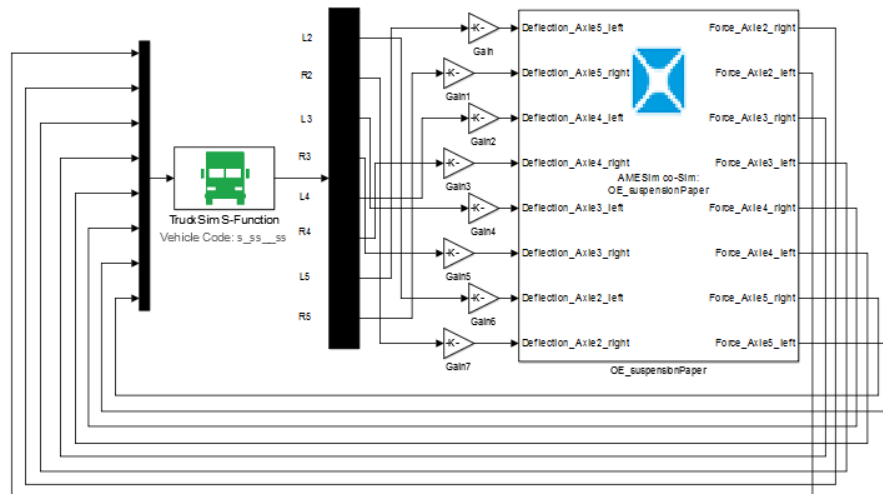 L2
R2
L3
R3
L4
R4
L5
R5
TruckSim S-Function
Vehicle Code: s_ss__ss
-K-
Gain
-K-
Gain1
-K-
Gain2
-K-
Gain3
-K-
Gain4
-K-
Gain5
-K-
Gain6
-K-
Gain7
Deflection_Axle5_left
Deflection_Axle5_right
Deflection_Axle4_left
Deflection_Axle4_right
Deflection_Axle3_left
Deflection_Axle3_right
Deflection_Axle2_left
Deflection_Axle2_right
AMESim co-Sim:
OE_suspensionPaper
Force_Axle2_right
Force_Axle2_left
Force_Axle3_right
Force_Axle3_left
Force_Axle4_right
Force_Axle4_left
Force_Axle5_right
Force_Axle5_left
OE_suspensionPaper